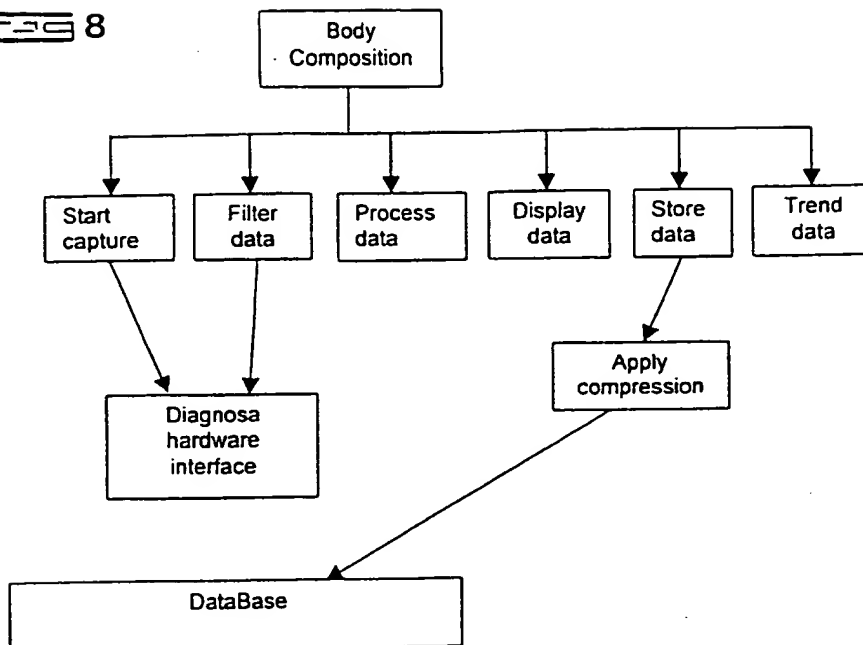 8
Body
Composition
Start
capture
Filter
data
Process
data
Display
data
Store
data
Trend
data
Apply
compression
Diagnosa
hardware
interface
DataBase